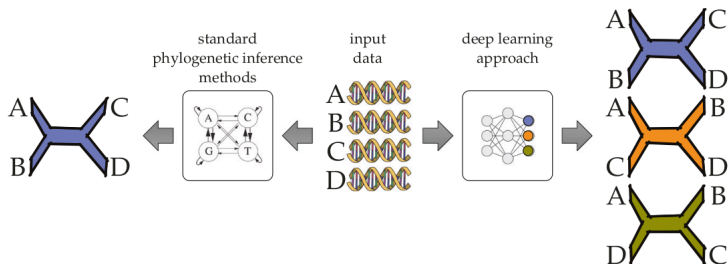 standard
phylogenetic inference
methods
input
data
deep learning
approach
A C
B D
A C
G T
A
B
C
D
A C
B D
A B
C D
A B
D C